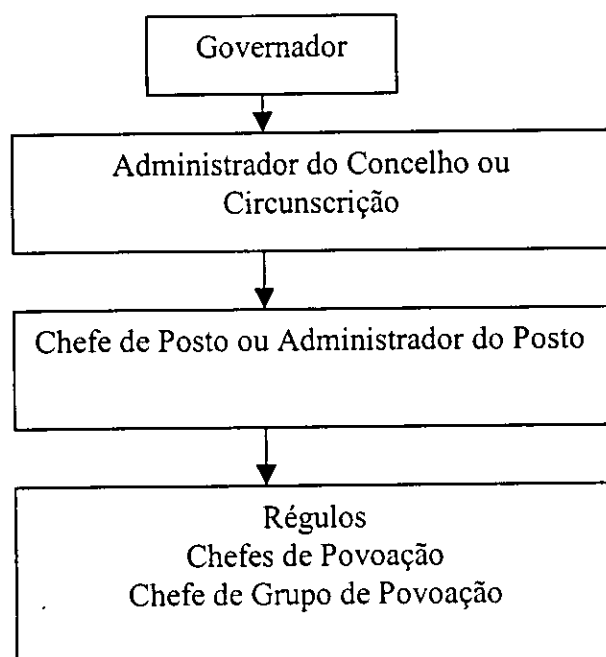 Governador
Administrador do Concelho ou
Circunscrição
Chefe de Posto ou Administrador do Posto
Régulos
Chefes de Povoação
Chefe de Grupo de Povoação